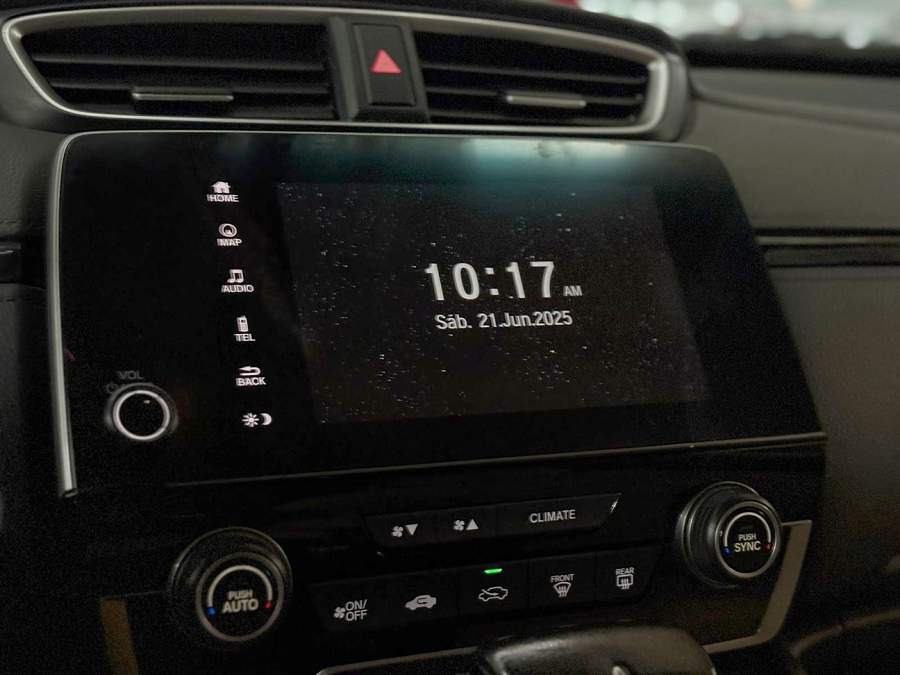 HOME
MAP
AUDIO
TEL
BACK
VOL
10:17 AM
Sáb. 21.Jun.2025
CLIMATE
PUSH
AUTO
ON/
OFF
FRONT
REAR
PUSH
SYNC